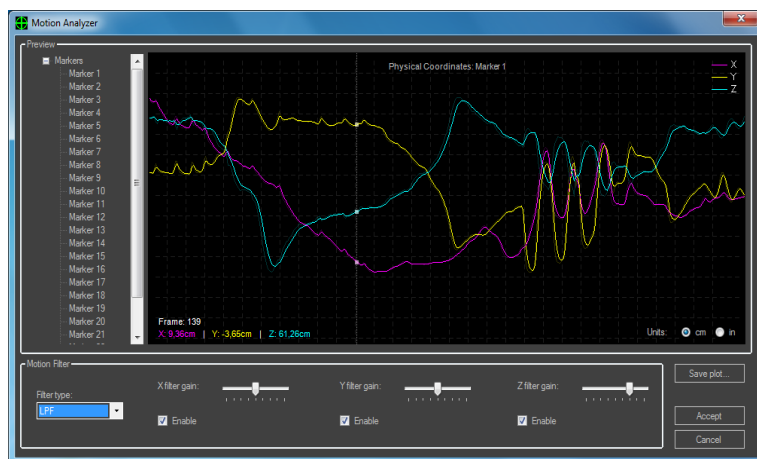 Motion Analyzer
Preview
Markers
Marker 1
Marker 2
Marker 3
Marker 4
Marker 5
Marker 6
Marker 7
Marker 8
Marker 9
Marker 10
Marker 11
Marker 12
Marker 13
Marker 14
Marker 15
Marker 16
Marker 17
Marker 18
Marker 19
Marker 20
Marker 21
Physical Coordinates: Marker 1
X
Y
Z
Frame: 139
X: 9,36cm | Y: -3,65cm | Z: 61,26cm
Units: cm in
Motion Filter
Filter type:
LPF
X filter gain:
Enable
Y filter gain:
Enable
Z filter gain:
Enable
Save plot...
Accept
Cancel